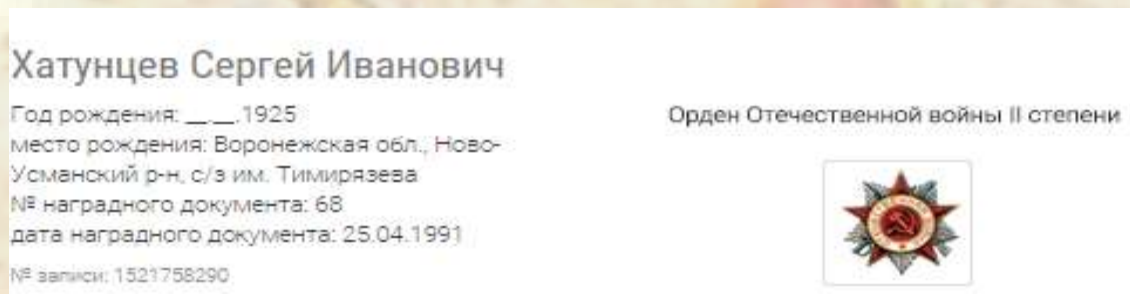 Хатунцев Сергей Иванович
Год рождения: __.__.1925
место рождения: Воронежская обл., Ново-
Усманский р-н, с/з им. Тимирязева
№ наградного документа: 68
дата наградного документа: 25.04.1991
№ записи: 1521758290
Орден Отечественной войны II степени